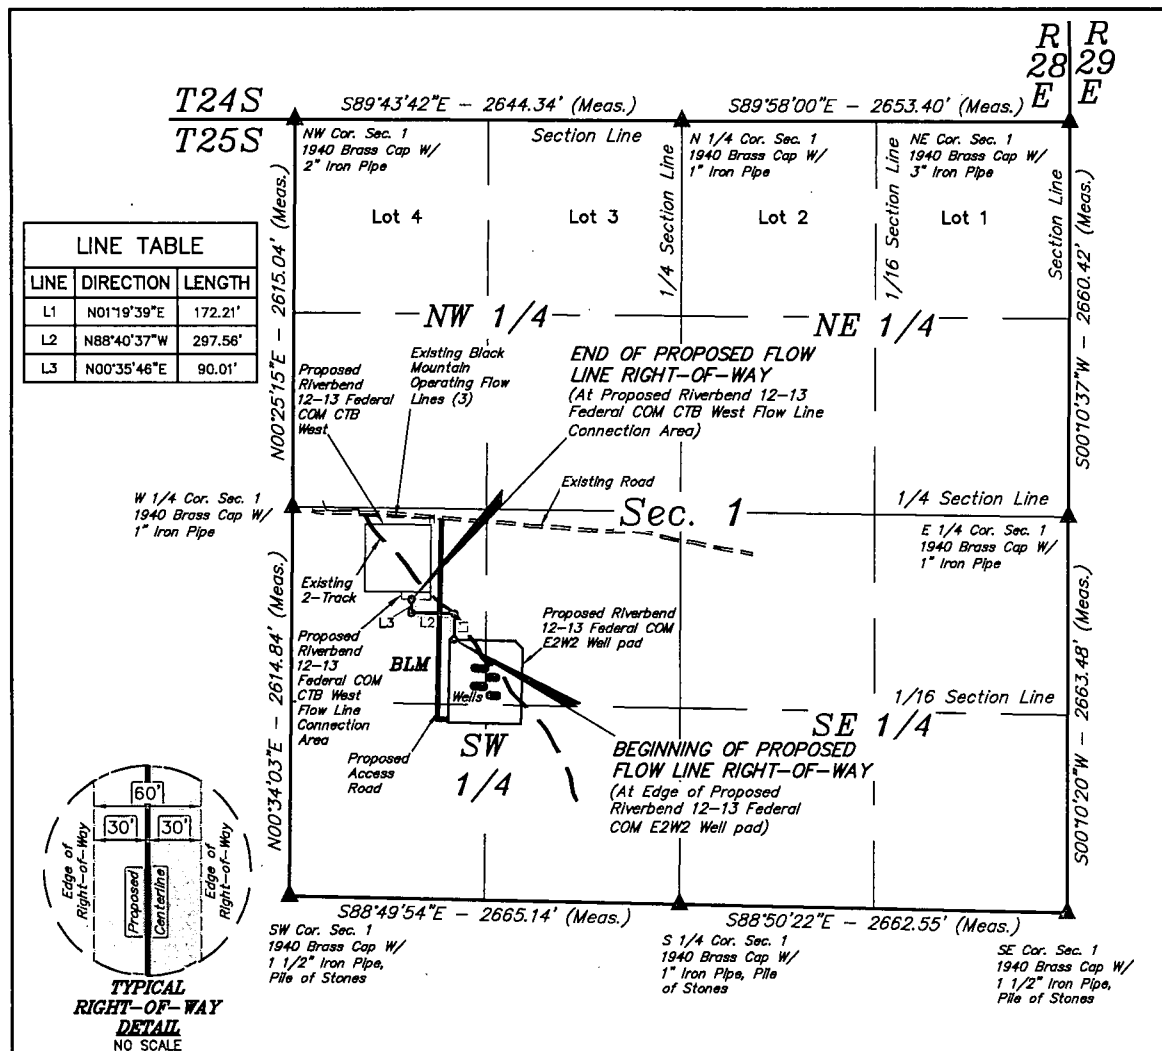 R R
28 29
E E
T24S
T25S
S89°43'42"E - 2644.34' (Meas.)
S89°58'00"E - 2653.40' (Meas.)
NW Cor. Sec. 1
1940 Brass Cap W/
2" Iron Pipe
Section Line
N 1/4 Cor. Sec. 1
1940 Brass Cap W/
1" Iron Pipe
NE Cor. Sec. 1
1940 Brass Cap W/
3" Iron Pipe
Lot 4
Lot 3
Lot 2
Lot 1
1/4 Section Line
1/16 Section Line
Section Line
N00°25'15"E - 2615.04' (Meas.)
S00°10'37"W - 2660.42' (Meas.)
LINE TABLE
LINE DIRECTION LENGTH
L1 N01°19'39"E 172.21'
L2 N88°40'37"W 297.56'
L3 N00°35'46"E 90.01'
NW 1/4
NE 1/4
Proposed
Riverbend
12-13 Federal
COM CTB
West
Existing Black
Mountain
Operating Flow
Lines (3)
END OF PROPOSED FLOW
LINE RIGHT-OF-WAY
(At Proposed Riverbend 12-13
Federal COM CTB West Flow Line
Connection Area)
Existing Road
W 1/4 Cor. Sec. 1
1940 Brass Cap W/
1" Iron Pipe
Sec. 1
1/4 Section Line
E 1/4 Cor. Sec. 1
1940 Brass Cap W/
1" Iron Pipe
Existing
2-Track
L3
L2
Proposed Riverbend
12-13 Federal COM
E2W2 Well pad
Proposed
Riverbend
12-13
Federal COM
CTB West
Flow Line
Connection
Area
BLM
Wells
1/16 Section Line
N00°34'03"E - 2614.84' (Meas.)
S00°10'20"W - 2663.48' (Meas.)
SW
1/4
SE 1/4
Proposed
Access
Road
BEGINNING OF PROPOSED
FLOW LINE RIGHT-OF-WAY
(At Edge of Proposed
Riverbend 12-13 Federal
COM E2W2 Well pad)
60'
30' 30'
Edge of
Right-of-Way
Proposed
Centerline
Edge of
Right-of-Way
TYPICAL
RIGHT-OF-WAY
DETAIL
NO SCALE
S88°49'54"E - 2665.14' (Meas.)
S88°50'22"E - 2662.55' (Meas.)
SW Cor. Sec. 1
1940 Brass Cap W/
1 1/2" Iron Pipe,
Pile of Stones
S 1/4 Cor. Sec. 1
1940 Brass Cap W/
1" Iron Pipe, Pile
of Stones
SE Cor. Sec. 1
1940 Brass Cap W/
1 1/2" Iron Pipe,
Pile of Stones